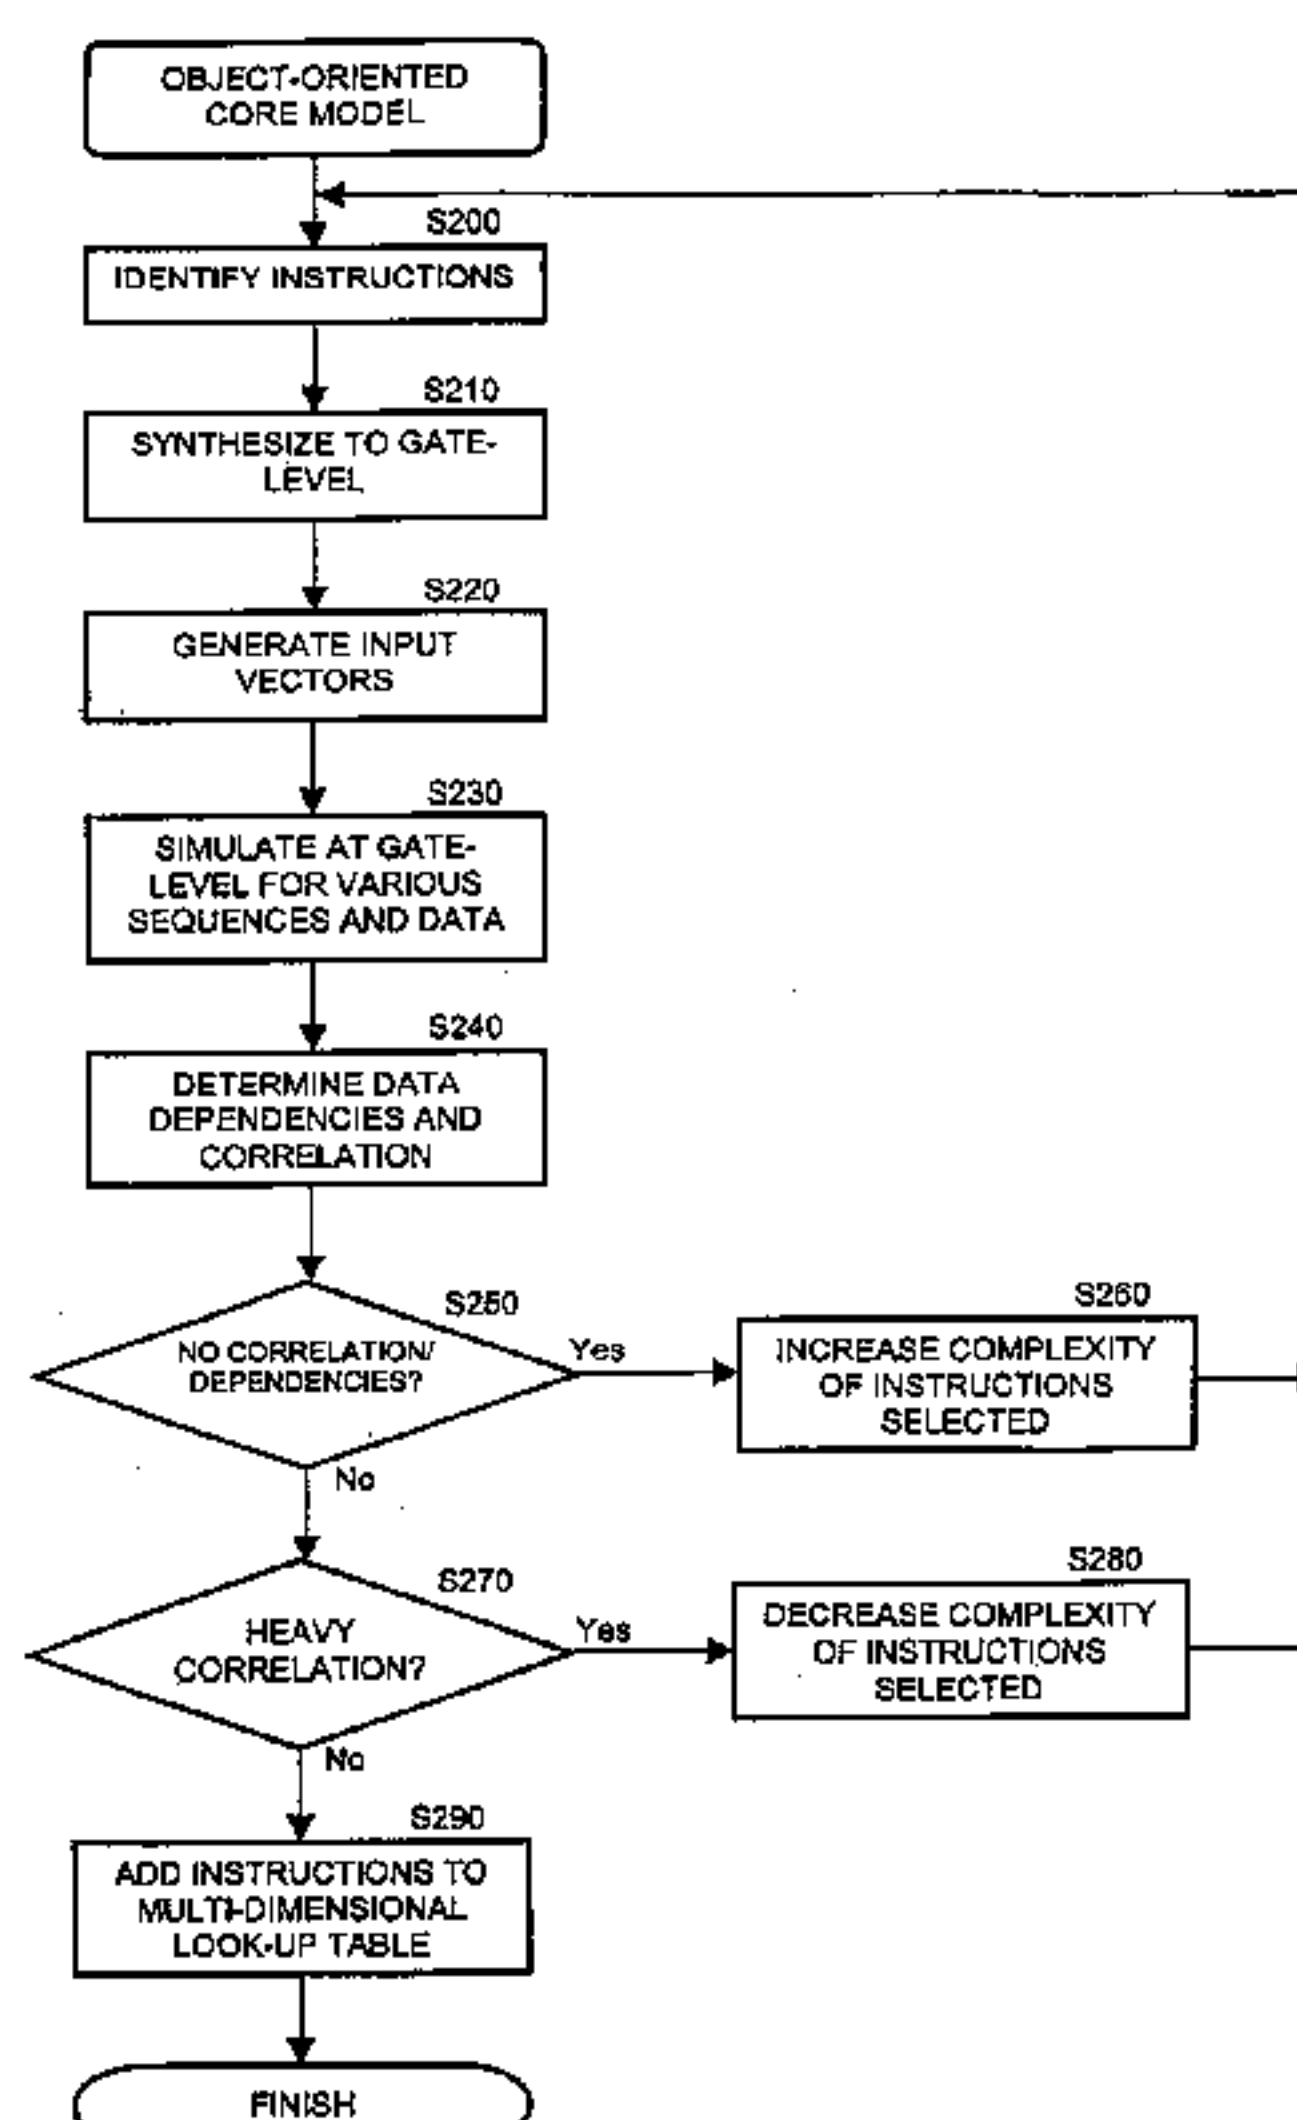 OBJECT-ORIENTED
CORE MODEL
S200
IDENTIFY INSTRUCTIONS
S210
SYNTHESIZE TO GATE-
LEVEL
S220
GENERATE INPUT
VECTORS
S230
SIMULATE AT GATE-
LEVEL FOR VARIOUS
SEQUENCES AND DATA
S240
DETERMINE DATA
DEPENDENCIES AND
CORRELATION
S250
NO CORRELATION/
DEPENDENCIES?
Yes
No
S260
INCREASE COMPLEXITY
OF INSTRUCTIONS
SELECTED
S270
HEAVY
CORRELATION?
Yes
No
S280
DECREASE COMPLEXITY
OF INSTRUCTIONS
SELECTED
S290
ADD INSTRUCTIONS TO
MULTI-DIMENSIONAL
LOOK-UP TABLE
FINISH